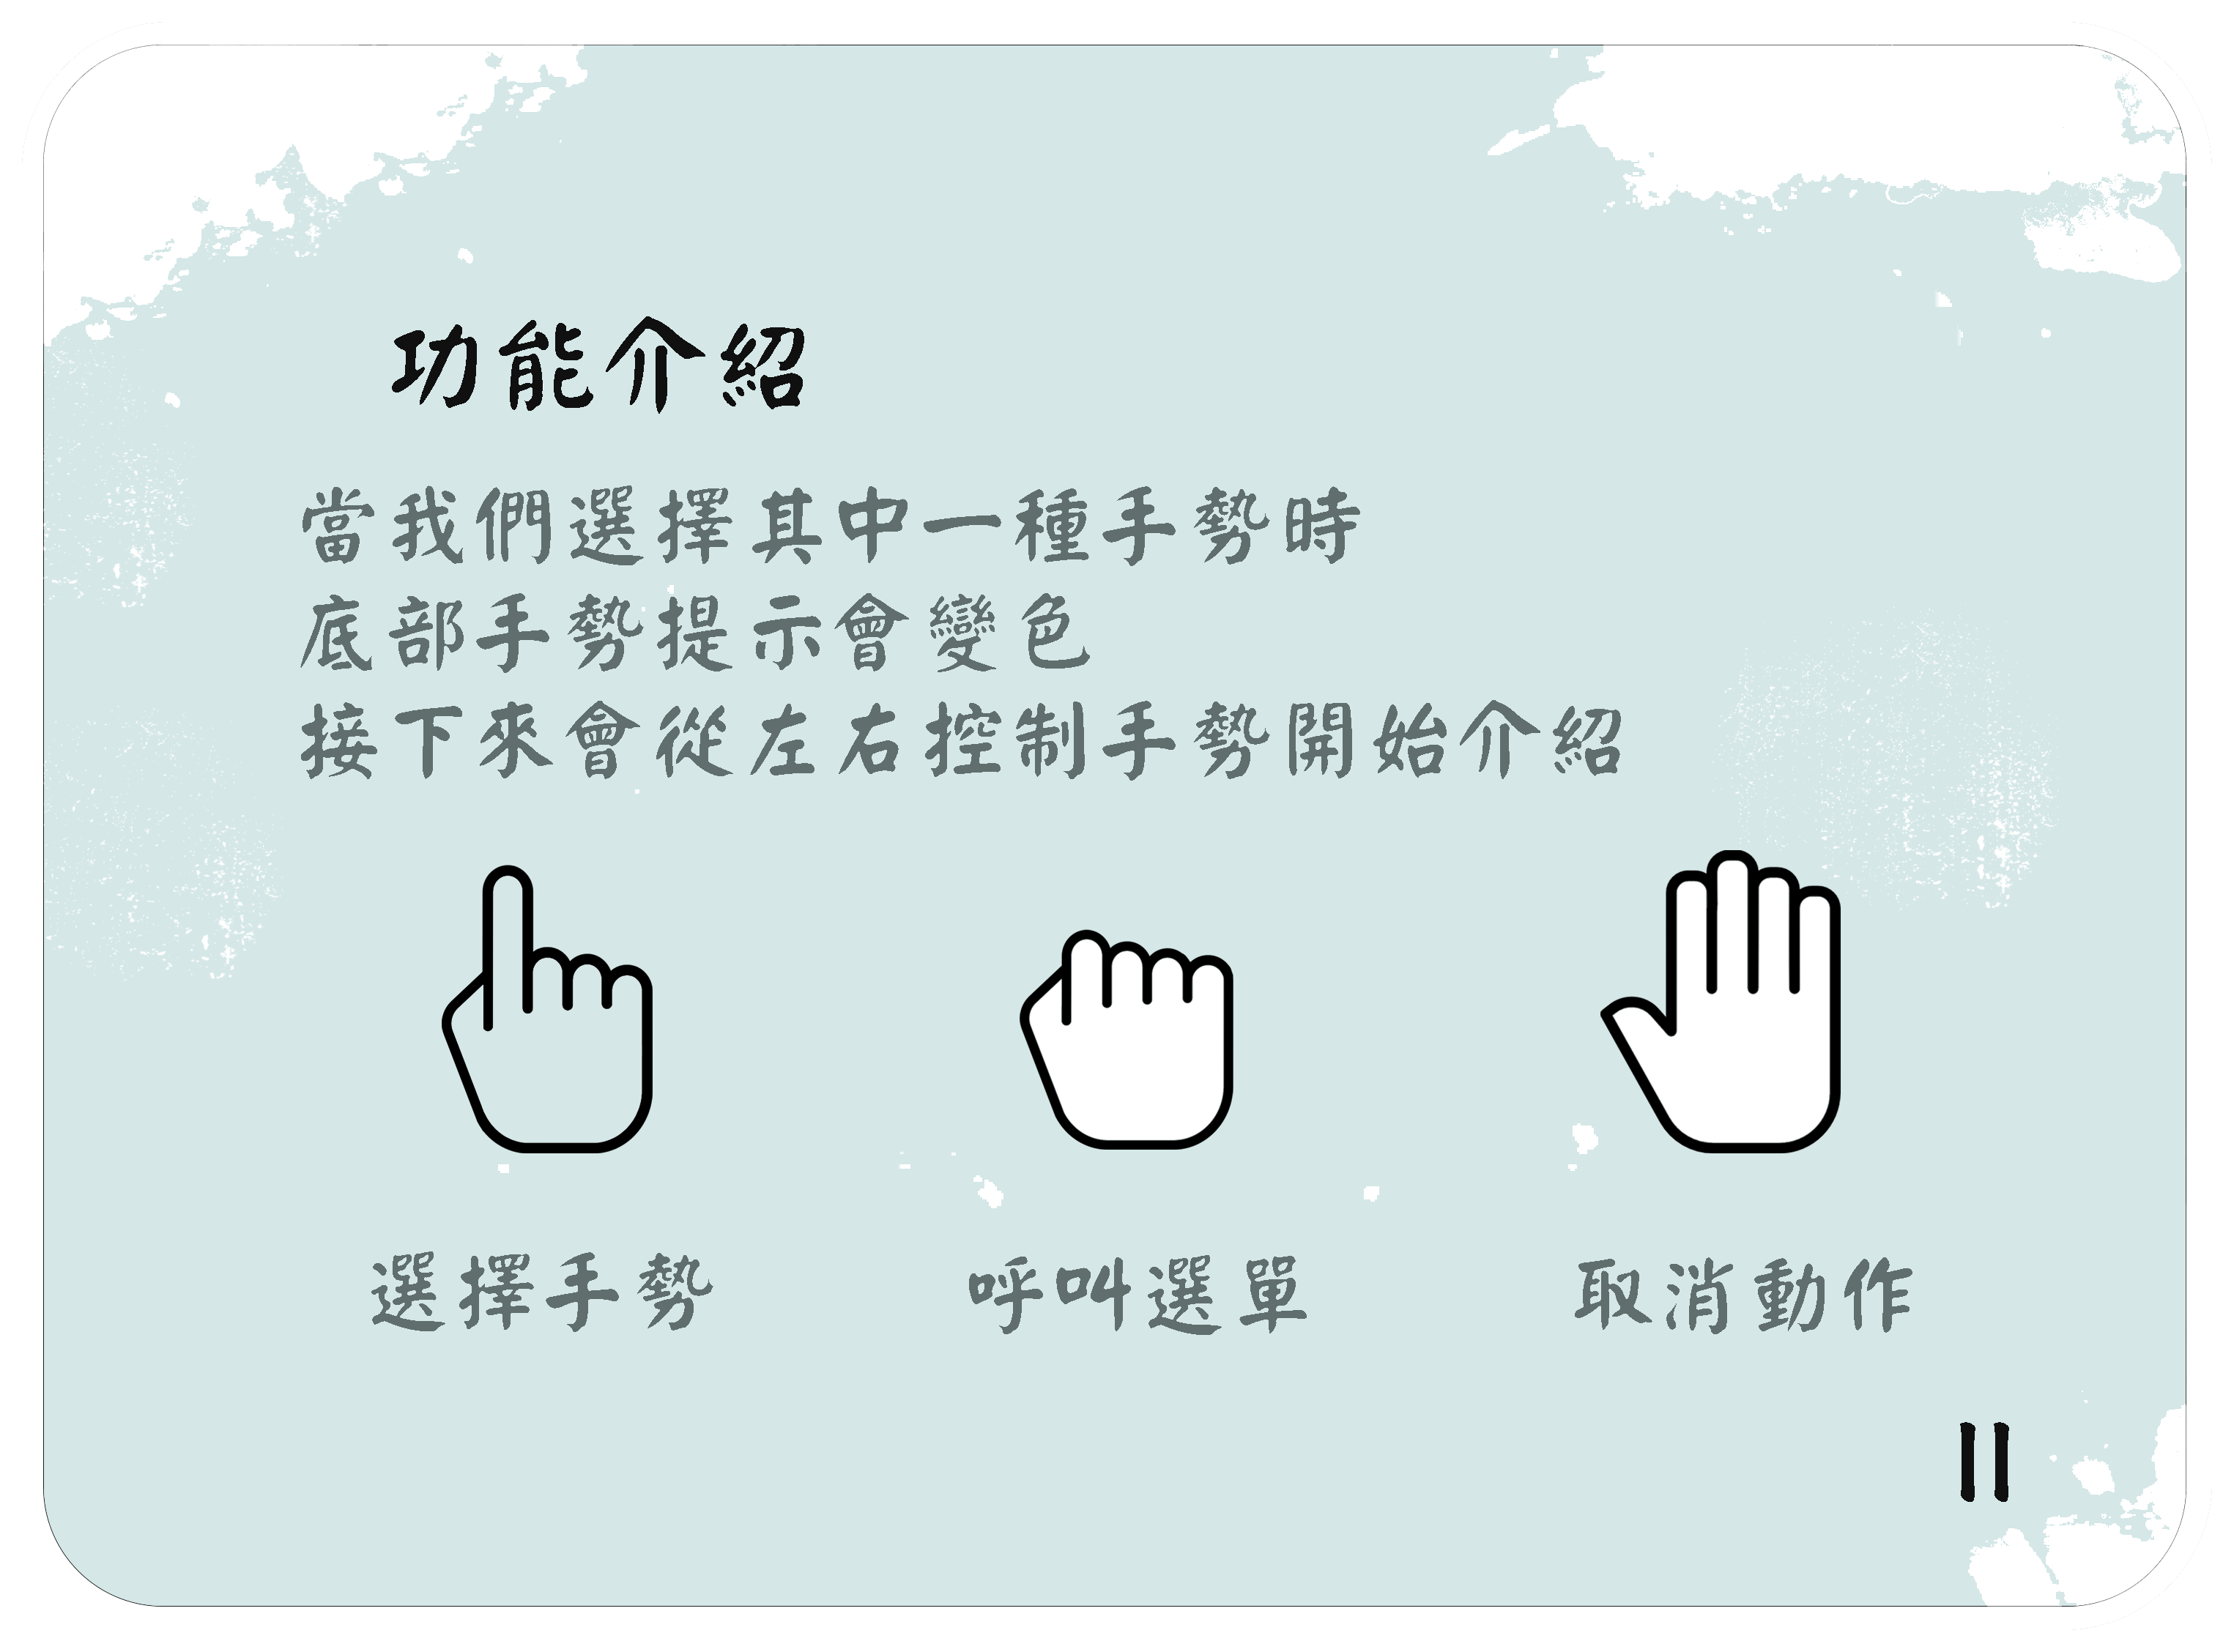 功能介紹
當我們選擇其中一種手勢時
底部手勢提示會變色
接下來會從左右控制手勢開始介紹
選擇手勢
呼叫選單
取消動作
11